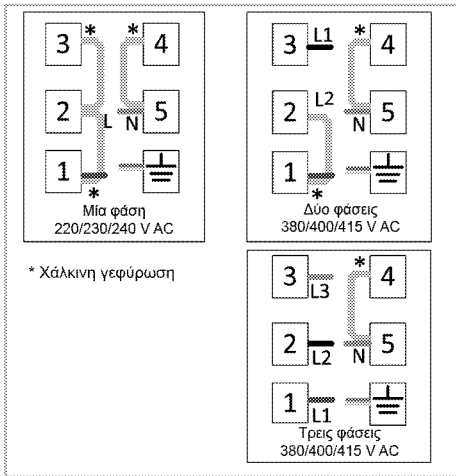 3 * * 4
2 L N 5
1 *
Μία φάση
220/230/240 V AC
3 L1 * 4
2 L2 N 5
1 *
Δύο φάσεις
380/400/415 V AC
* Χάλκινη γεφύρωση
3 L3 * 4
2 L2 N 5
1 L1
Τρεις φάσεις
380/400/415 V AC